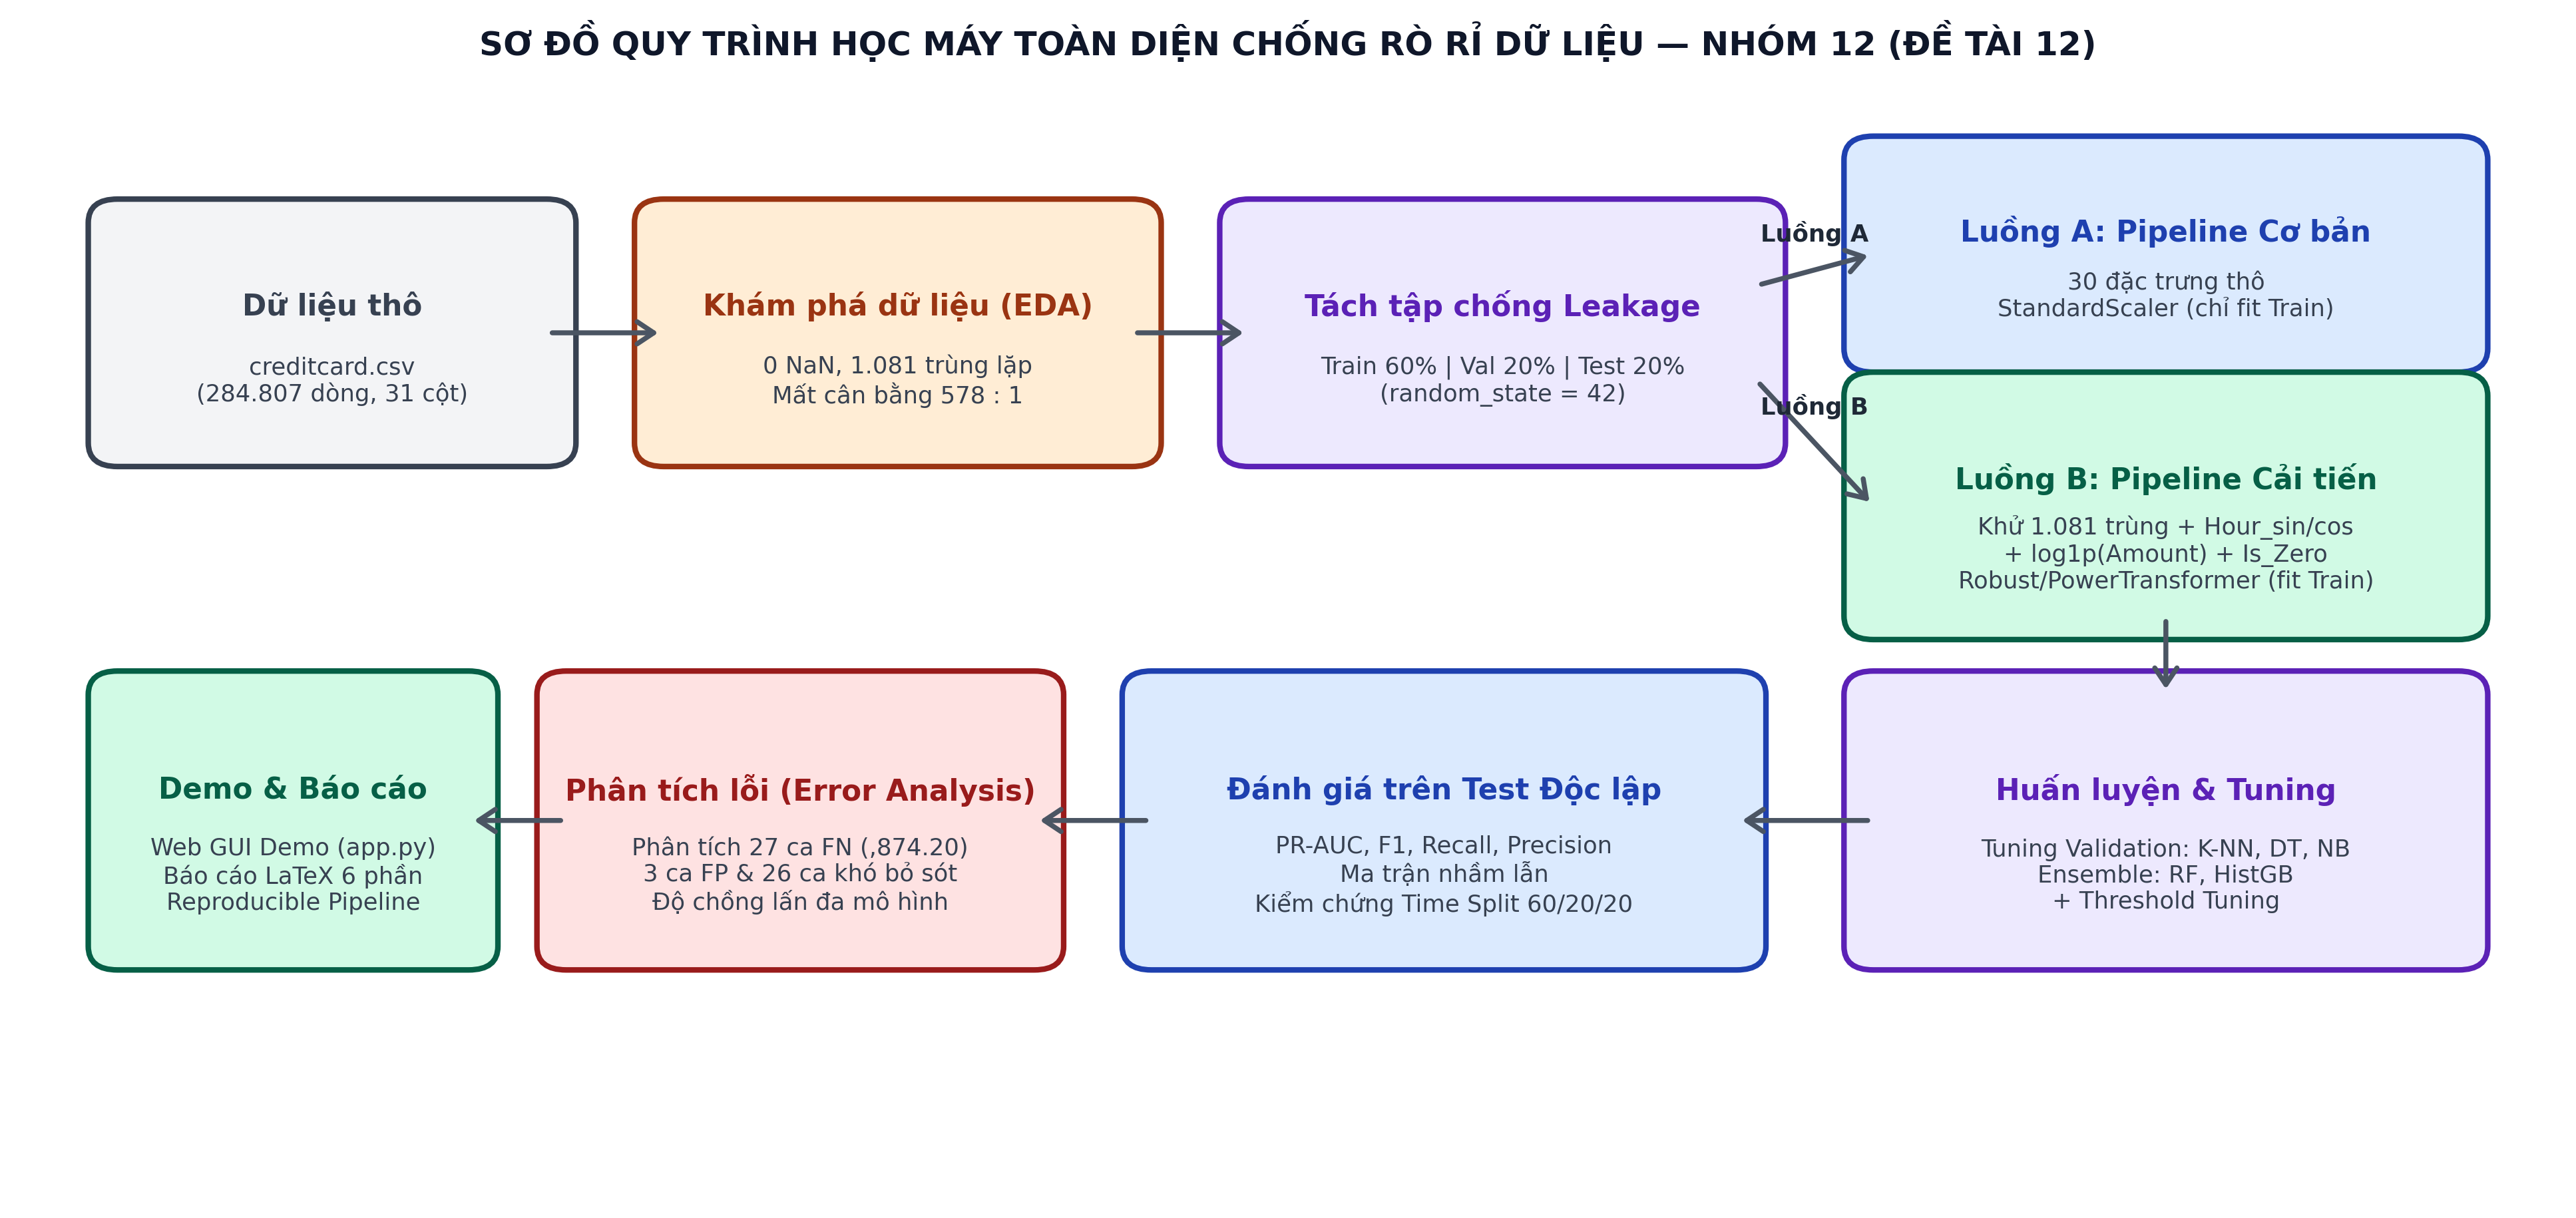 SƠ ĐỒ QUY TRÌNH HỌC MÁY TOÀN DIỆN CHỐNG RÒ RỈ DỮ LIỆU — NHÓM 12 (ĐỀ TÀI 12)
Dữ liệu thô
creditcard.csv
(284.807 dòng, 31 cột)
Khám phá dữ liệu (EDA)
0 NaN, 1.081 trùng lặp
Mất cân bằng 578 : 1
Tách tập chống Leakage
Train 60% | Val 20% | Test 20%
(random_state = 42)
Luồng A
Luồng B
Luồng A: Pipeline Cơ bản
30 đặc trưng thô
StandardScaler (chỉ fit Train)
Luồng B: Pipeline Cải tiến
Khử 1.081 trùng + Hour_sin/cos
+ log1p(Amount) + Is_Zero
Robust/PowerTransformer (fit Train)
Demo & Báo cáo
Web GUI Demo (app.py)
Báo cáo LaTeX 6 phần
Reproducible Pipeline
Phân tích lỗi (Error Analysis)
Phân tích 27 ca FN (,874.20)
3 ca FP & 26 ca khó bỏ sót
Độ chồng lấn đa mô hình
Đánh giá trên Test Độc lập
PR-AUC, F1, Recall, Precision
Ma trận nhầm lẫn
Kiểm chứng Time Split 60/20/20
Huấn luyện & Tuning
Tuning Validation: K-NN, DT, NB
Ensemble: RF, HistGB
+ Threshold Tuning